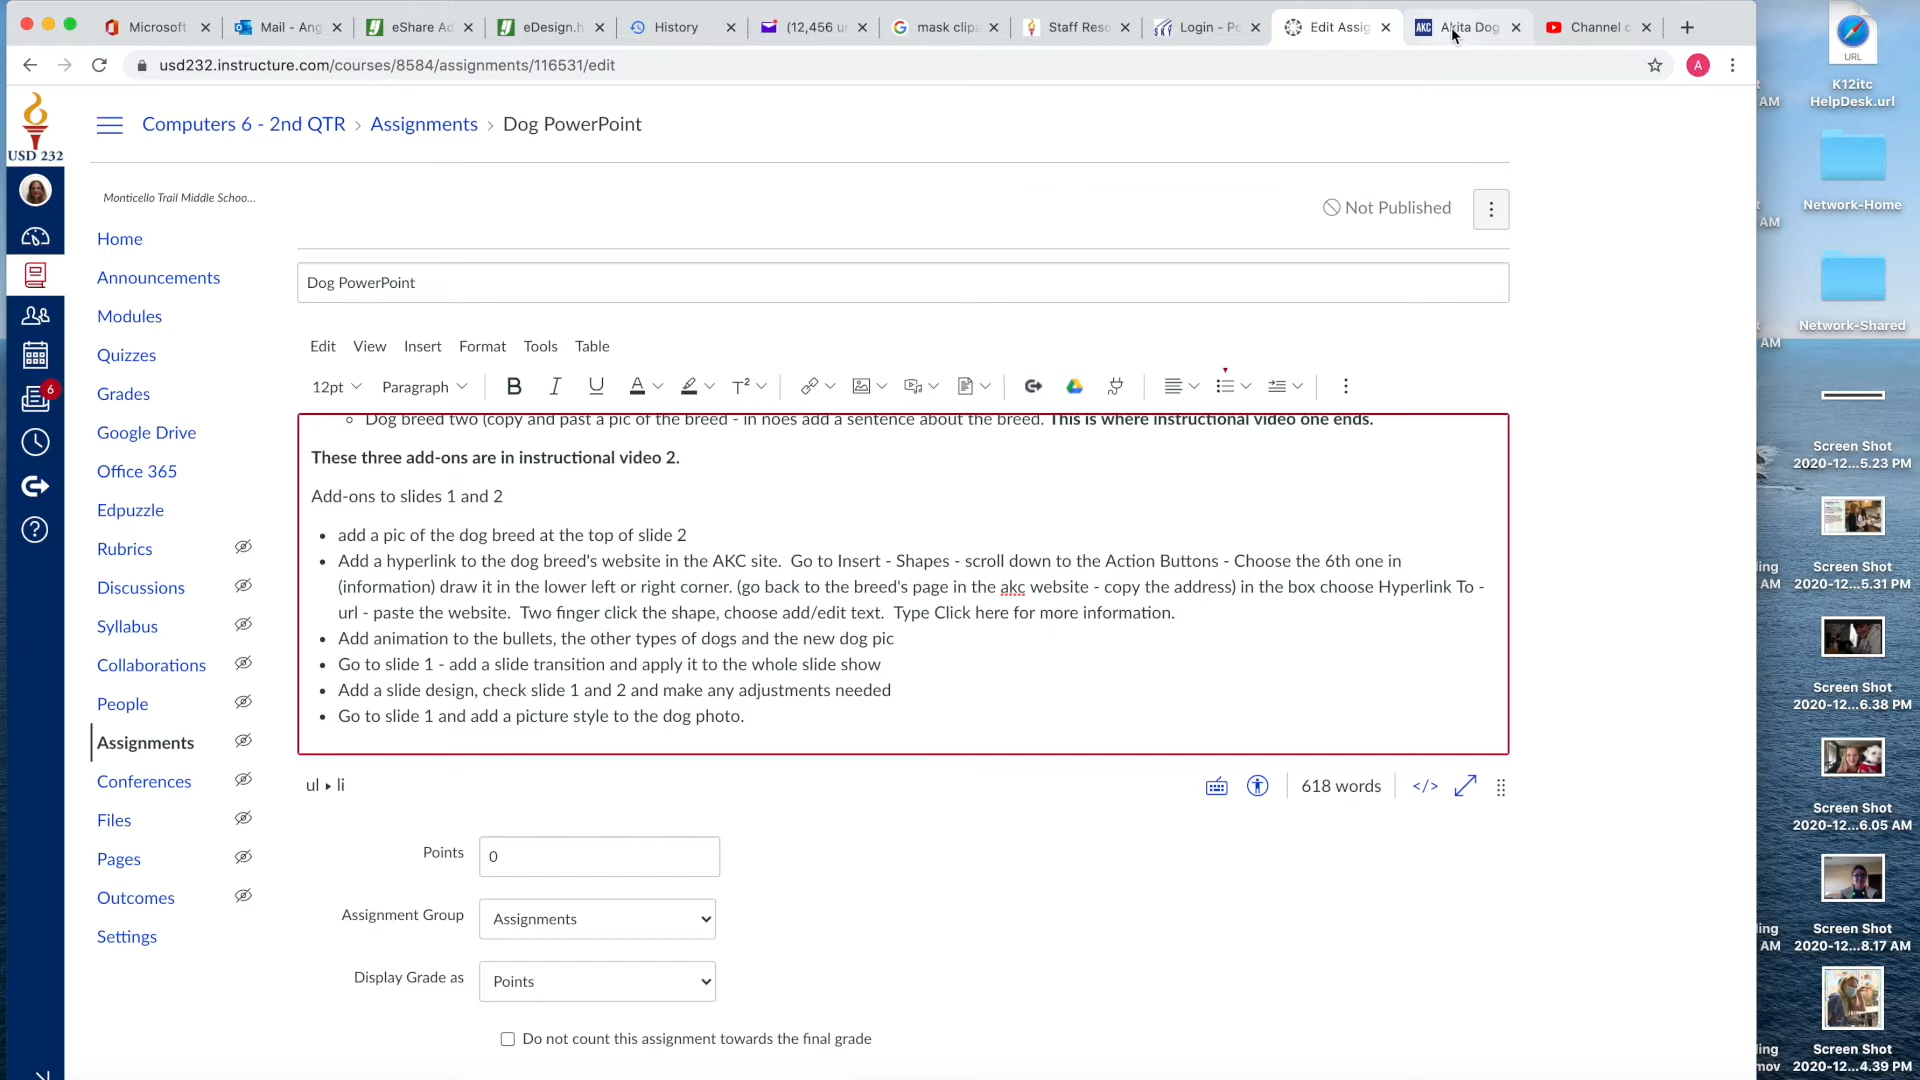 Microsoft
Mail - Ang
eShare Ad
eDesign.h
History
(12,456 u
mask clipa
Staff Reso
Login - Po
Edit Assig
AKC Akita Dog
Channel c
usd232.instructure.com/courses/8584/assignments/116531/edit
A
URL
K12itc
HelpDesk.url
USD 232
Computers 6 - 2nd QTR › Assignments › Dog PowerPoint
Monticello Trail Middle Schoo...
Not Published
Home
Announcements
Modules
Quizzes
Grades
Google Drive
Office 365
Edpuzzle
Rubrics
Discussions
Syllabus
Collaborations
People
Assignments
Conferences
Files
Pages
Outcomes
Settings
6
Dog PowerPoint
Edit View Insert Format Tools Table
12pt Paragraph B I U A T²
Dog breed two (copy and past a pic of the breed - in noes add a sentence about the breed. This is where instructional video one ends.
These three add-ons are in instructional video 2.
Add-ons to slides 1 and 2
• add a pic of the dog breed at the top of slide 2
• Add a hyperlink to the dog breed's website in the AKC site. Go to Insert - Shapes - scroll down to the Action Buttons - Choose the 6th one in
(information) draw it in the lower left or right corner. (go back to the breed's page in the akc website - copy the address) in the box choose Hyperlink To -
url - paste the website. Two finger click the shape, choose add/edit text. Type Click here for more information.
• Add animation to the bullets, the other types of dogs and the new dog pic
• Go to slide 1 - add a slide transition and apply it to the whole slide show
• Add a slide design, check slide 1 and 2 and make any adjustments needed
• Go to slide 1 and add a picture style to the dog photo.
ul ▸ li
618 words
</>
Points
0
Assignment Group
Assignments
Display Grade as
Points
Do not count this assignment towards the final grade
Network-Home
Network-Shared
Screen Shot
2020-12...5.23 PM
Screen Shot
2020-12...5.31 PM
Screen Shot
2020-12...6.38 PM
Screen Shot
2020-12...6.05 AM
Screen Shot
2020-12...8.17 AM
Screen Shot
2020-12...4.39 PM
AM
AM
AM
ing
AM
ing
AM
ing
mov